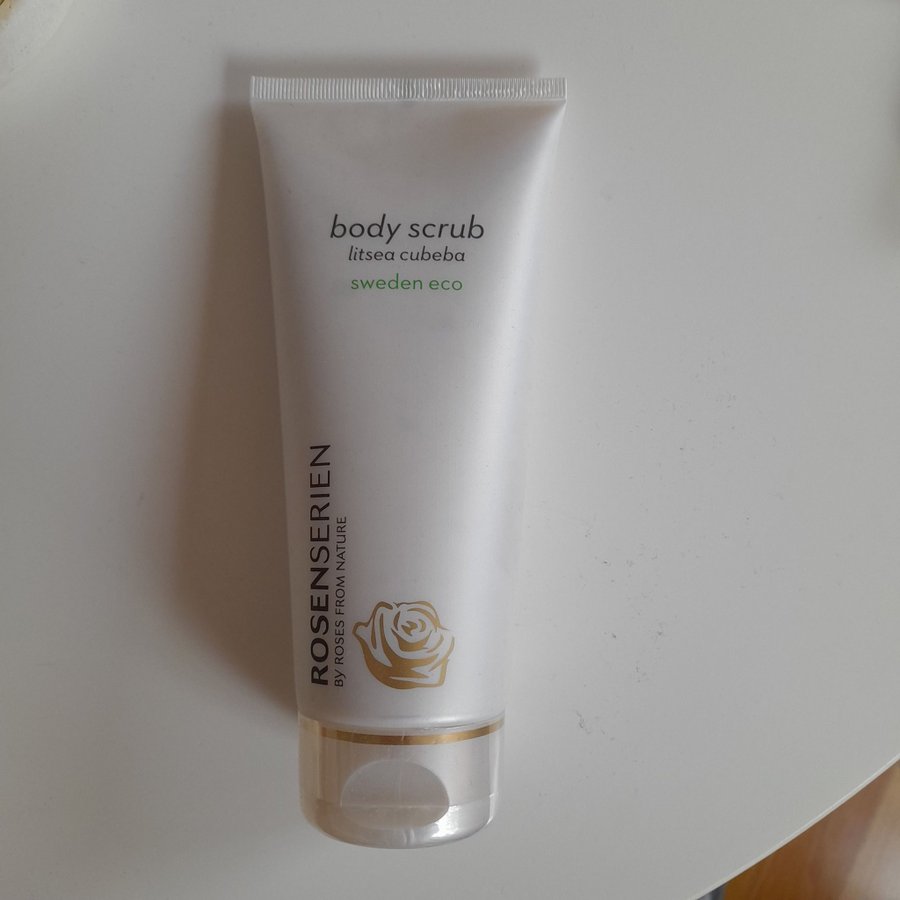 body scrub
litsea cubeba
sweden eco
ROSENSERIEN
BY ROSES FROM NATURE